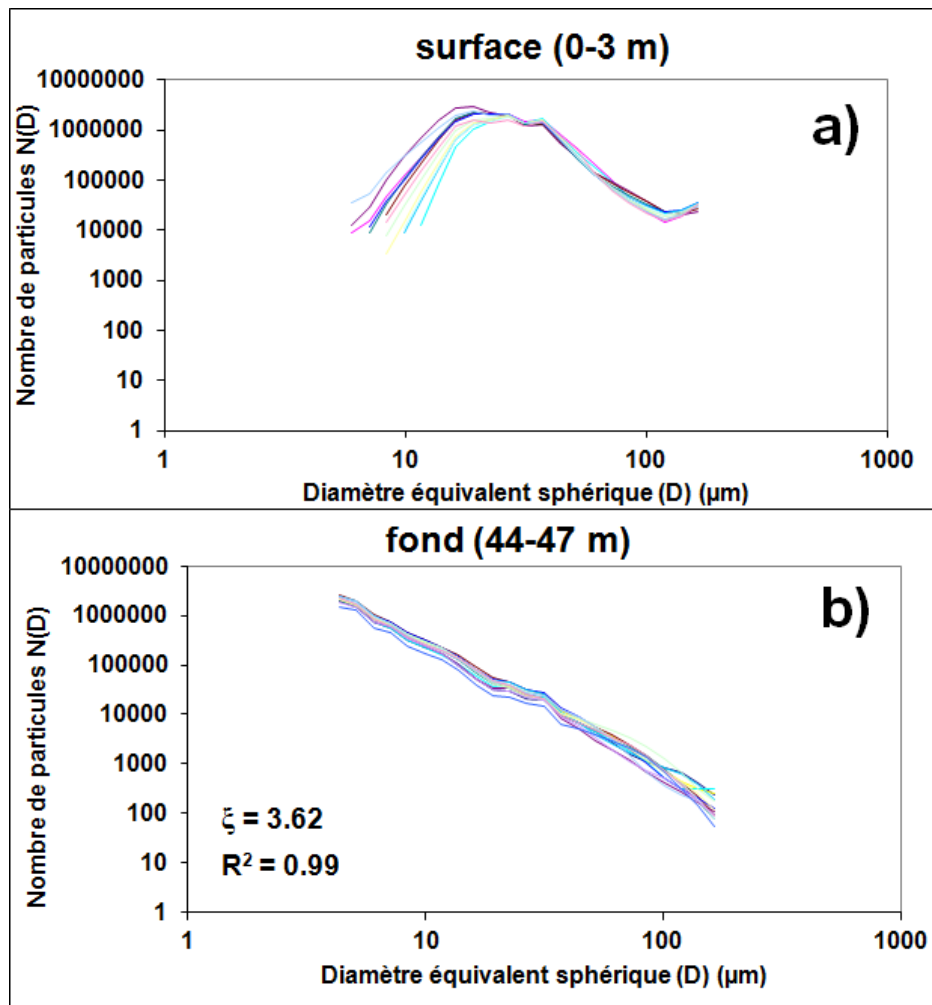 surface (0-3 m)
a)
Nombre de particules N(D)
10000000
1000000
100000
10000
1000
100
10
1
1 10 100 1000
Diamètre équivalent sphérique (D) (µm)
fond (44-47 m)
b)
Nombre de particules N(D)
10000000
1000000
100000
10000
1000
100
10
1
ξ = 3.62
R² = 0.99
1 10 100 1000
Diamètre équivalent sphérique (D) (µm)